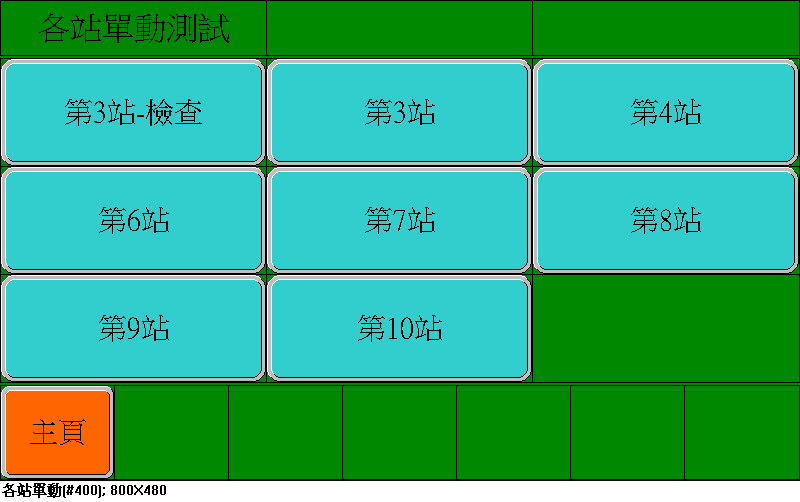 各站單動測試
第3站-檢查
第3站
第4站
第6站
第7站
第8站
第9站
第10站
主頁
各站單動(#400); 800X480